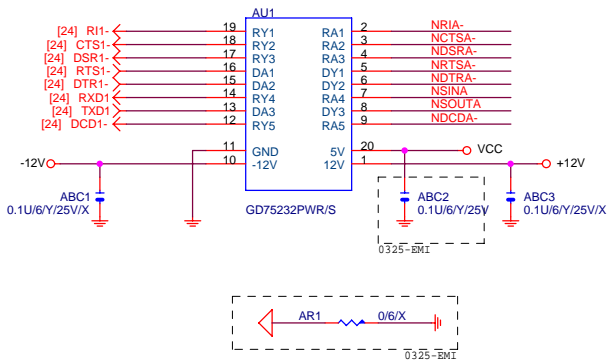 AU1
[24] RI1- 19 RY1 RA1 2 NRIA-
[24] CTS1- 18 RY2 RA2 3 NCTSA-
[24] DSR1- 17 RY3 RA3 4 NDSRA-
[24] RTS1- 16 DA1 DY1 5 NRTSA-
[24] DTR1- 15 DA2 DY2 6 NDTRA-
[24] RXD1 14 RY4 RA4 7 NSINA
[24] TXD1 13 DA3 DY3 8 NSOUTA
[24] DCD1- 12 RY5 RA5 9 NDCDA-
11 GND 5V 20 VCC
-12V 10 -12V 12V 1 +12V
ABC1 ABC2 ABC3
0.1U/6/Y/25V/X GD75232PWR/S 0.1U/6/Y/25V 0.1U/6/Y/25V/X
0325-EMI
AR1 0/6/X
0325-EMI